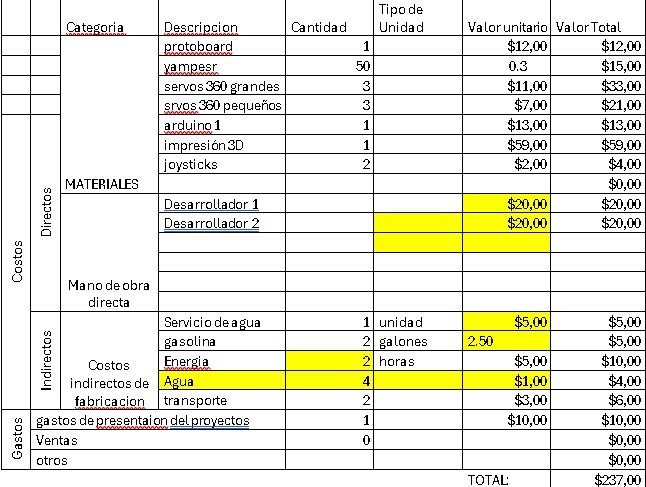 Categoria Descripcion Cantidad Tipo de Unidad Valor unitario Valor Total
protoboard 1 $12,00 $12,00
yampesr 50 0.3 $15,00
servos 360 grandes 3 $11,00 $33,00
srvos 360 pequeños 3 $7,00 $21,00
arduino 1 1 $13,00 $13,00
impresión 3D 1 $59,00 $59,00
joysticks 2 $2,00 $4,00
MATERIALES $0,00
Costos
Directos
Desarrollador 1 $20,00 $20,00
Desarrollador 2 $20,00 $20,00
Mano de obra
directa
Indirectos
Costos
indirectos de
fabricacion
Servicio de agua 1 unidad $5,00 $5,00
gasolina 2 galones 2.50 $5,00
Energia 2 horas $5,00 $10,00
Agua 4 $1,00 $4,00
transporte 2 $3,00 $6,00
Gastos
gastos de presentaion del proyectos 1 $10,00 $10,00
Ventas 0 $0,00
otros $0,00
TOTAL: $237,00